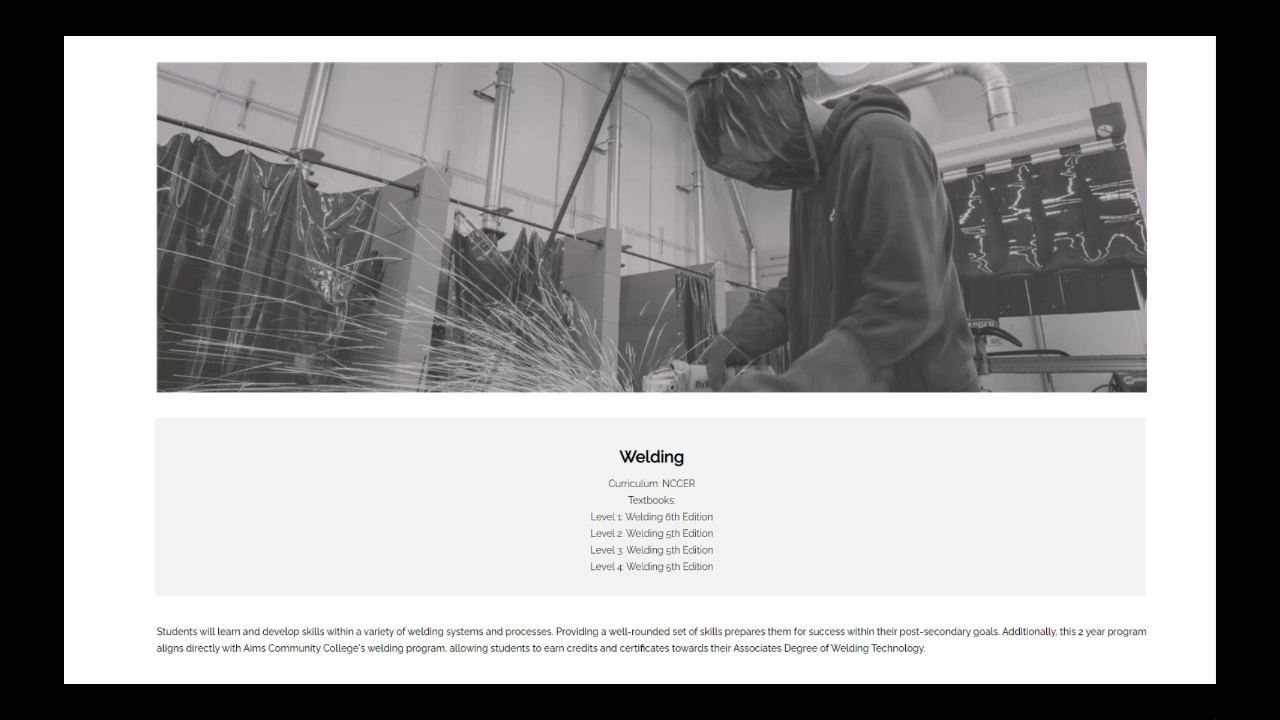 DANGER
Welding
Curriculum: NCCER
Textbooks:
Level 1: Welding 6th Edition
Level 2: Welding 5th Edition
Level 3: Welding 5th Edition
Level 4: Welding 5th Edition
Students will learn and develop skills within a variety of welding systems and processes. Providing a well-rounded set of skills prepares them for success within their post-secondary goals. Additionally, this 2 year program
aligns directly with Aims Community College's welding program, allowing students to earn credits and certificates towards their Associates Degree of Welding Technology.